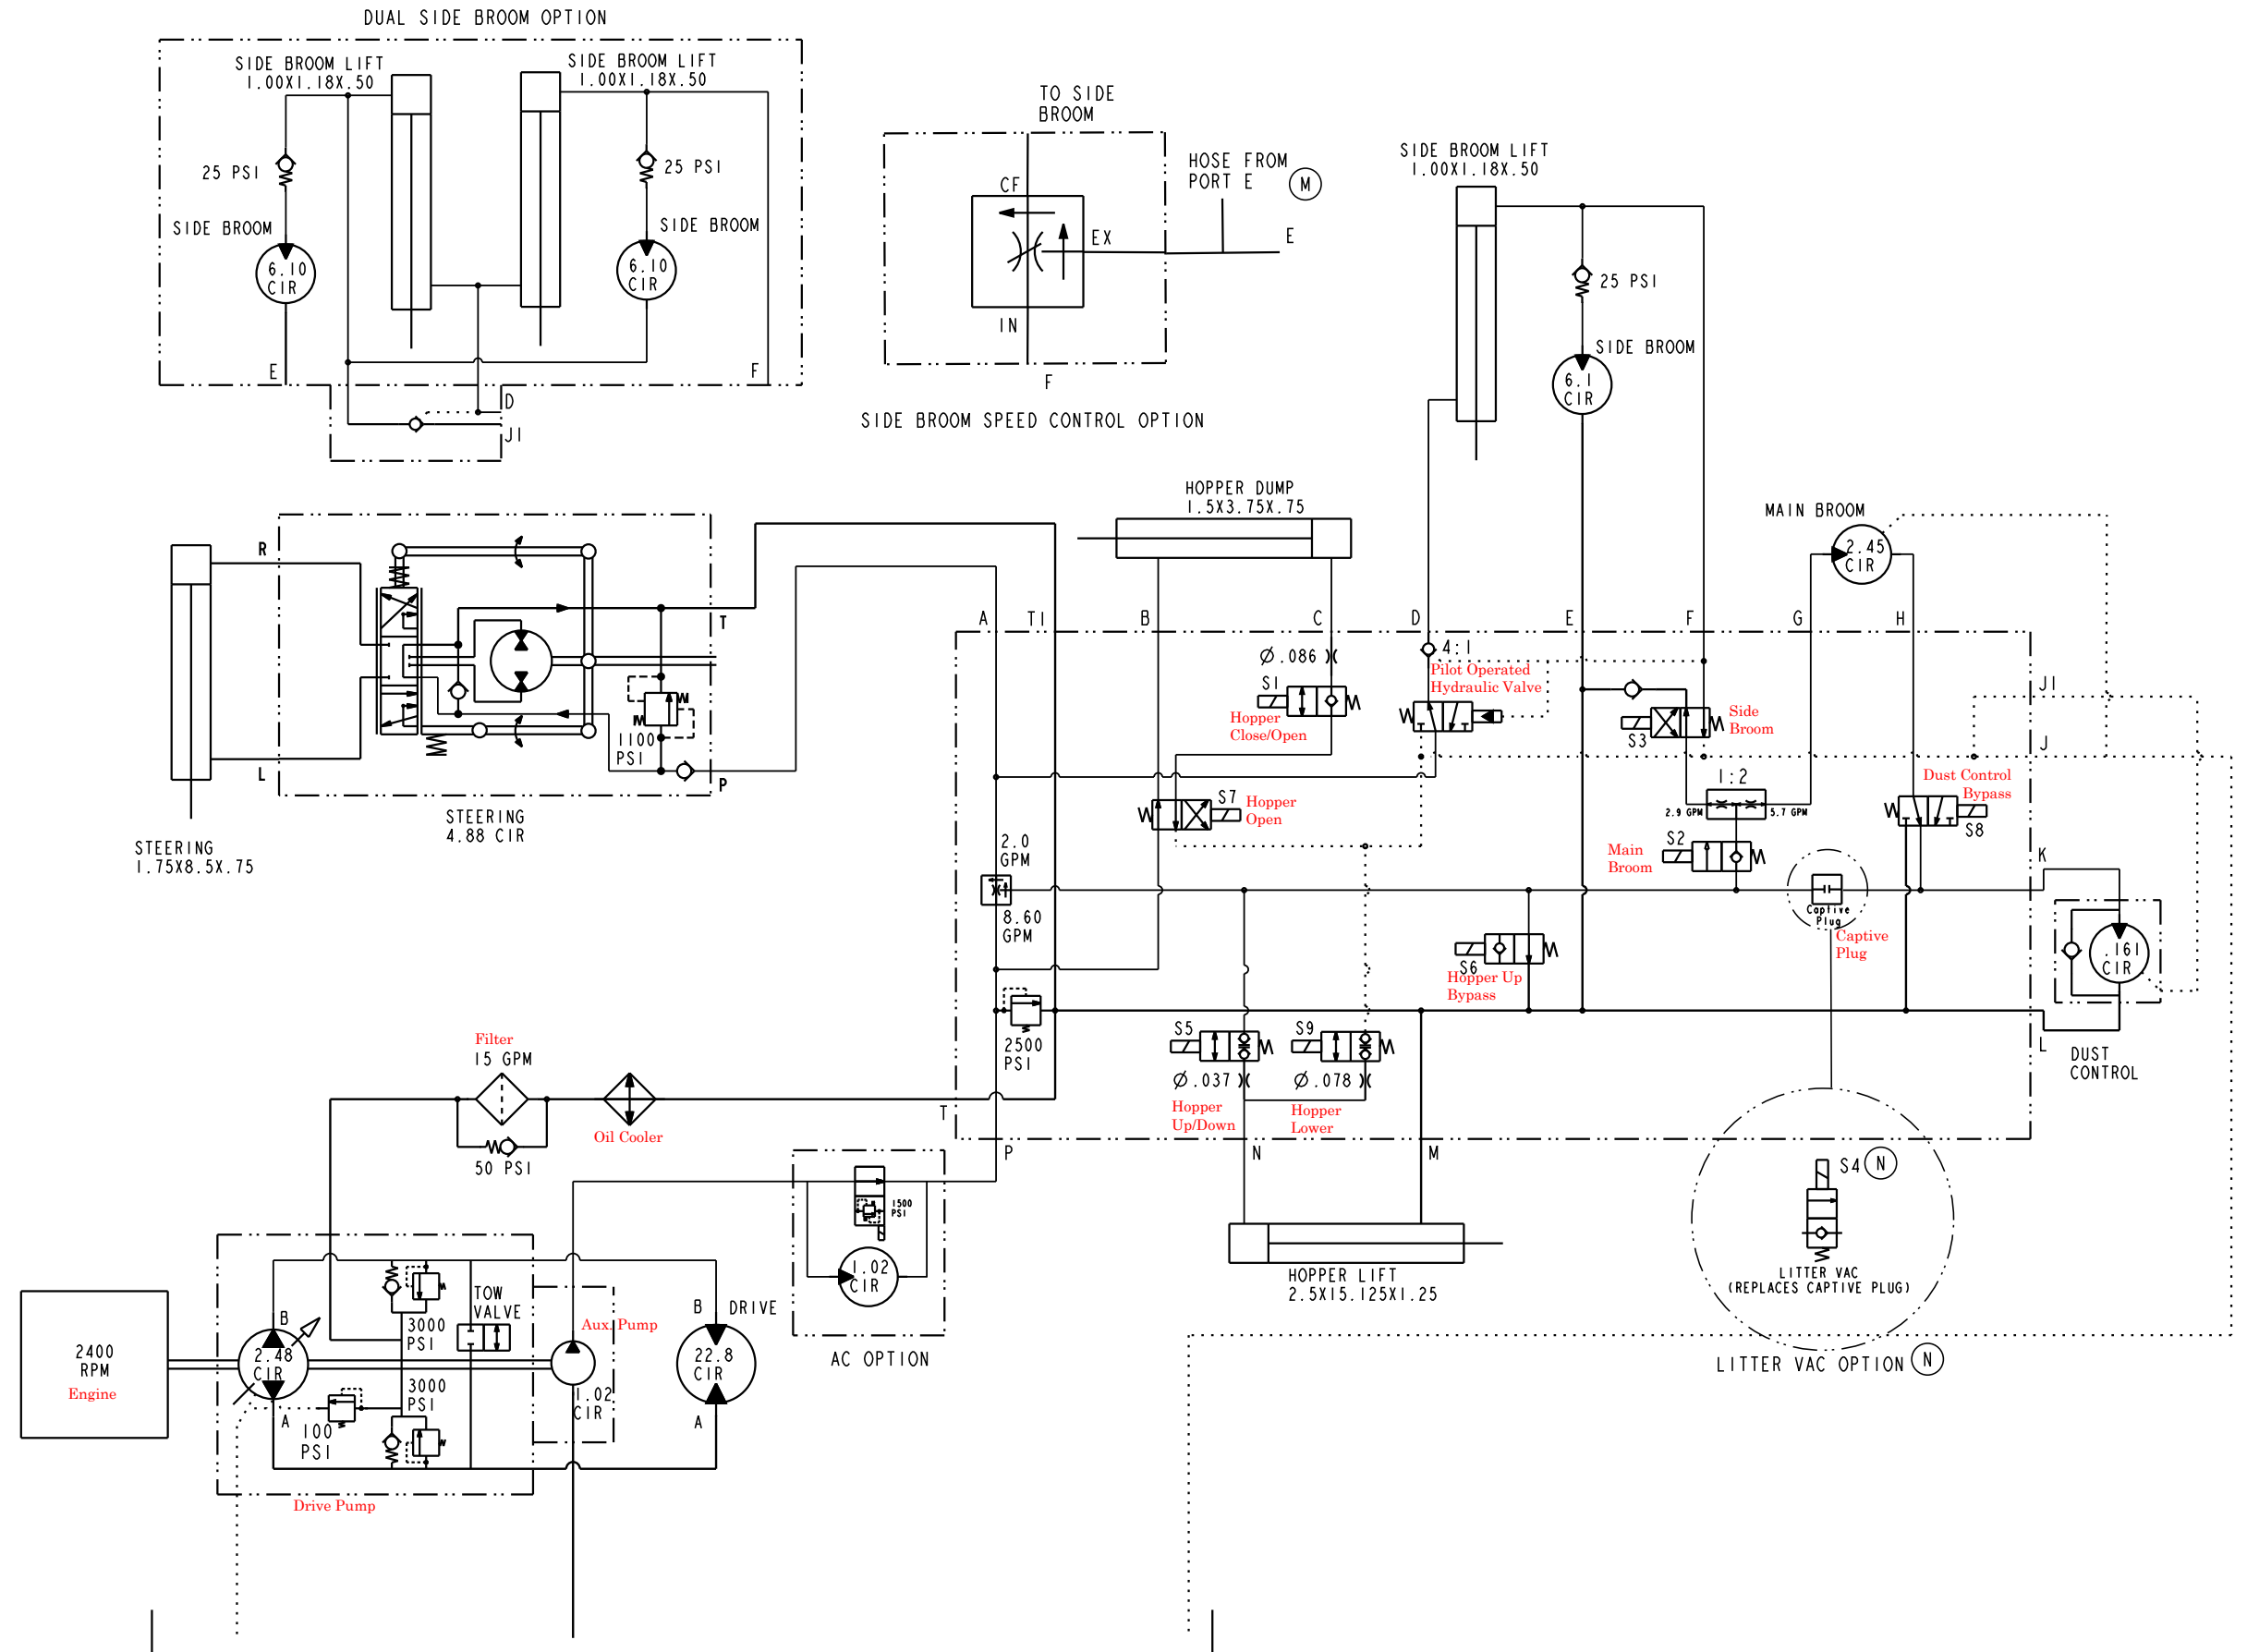 DUAL SIDE BROOM OPTION
SIDE BROOM LIFT
1.00X1.18X.50
SIDE BROOM LIFT
1.00X1.18X.50
25 PSI
25 PSI
SIDE BROOM
SIDE BROOM
6.10
CIR
6.10
CIR
E
F
D
J1
TO SIDE
BROOM
CF
HOSE FROM
PORT E
M
EX
E
IN
F
SIDE BROOM SPEED CONTROL OPTION
SIDE BROOM LIFT
1.00X1.18X.50
25 PSI
SIDE BROOM
6.1
CIR
HOPPER DUMP
1.5X3.75X.75
MAIN BROOM
2.45
CIR
R
L
T
P
1100
PSI
STEERING
4.88 CIR
STEERING
1.75X8.5X.75
A
T1
B
C
D
E
F
G
H
Ø.086
4:1
Pilot Operated
Hydraulic Valve
S1
Hopper
Close/Open
S3
Side
Broom
J1
J
1:2
2.9 GPM
5.7 GPM
Dust Control
Bypass
S8
S7
Hopper
Open
S2
Main
Broom
2.0
GPM
8.60
GPM
K
Captive
Plug
Captive
Plug
.161
CIR
S6
Hopper Up
Bypass
2500
PSI
S5
S9
Ø.037
Ø.078
Hopper
Up/Down
Hopper
Lower
L
DUST
CONTROL
Filter
15 GPM
Oil Cooler
50 PSI
T
P
N
M
1500
PSI
1.02
CIR
AC OPTION
HOPPER LIFT
2.5X15.125X1.25
S4
N
LITTER VAC
(REPLACES CAPTIVE PLUG)
LITTER VAC OPTION
N
2400
RPM
Engine
B
2.48
CIR
A
3000
PSI
3000
PSI
100
PSI
TOW
VALVE
Aux. Pump
1.02
CIR
B
DRIVE
22.8
CIR
A
Drive Pump